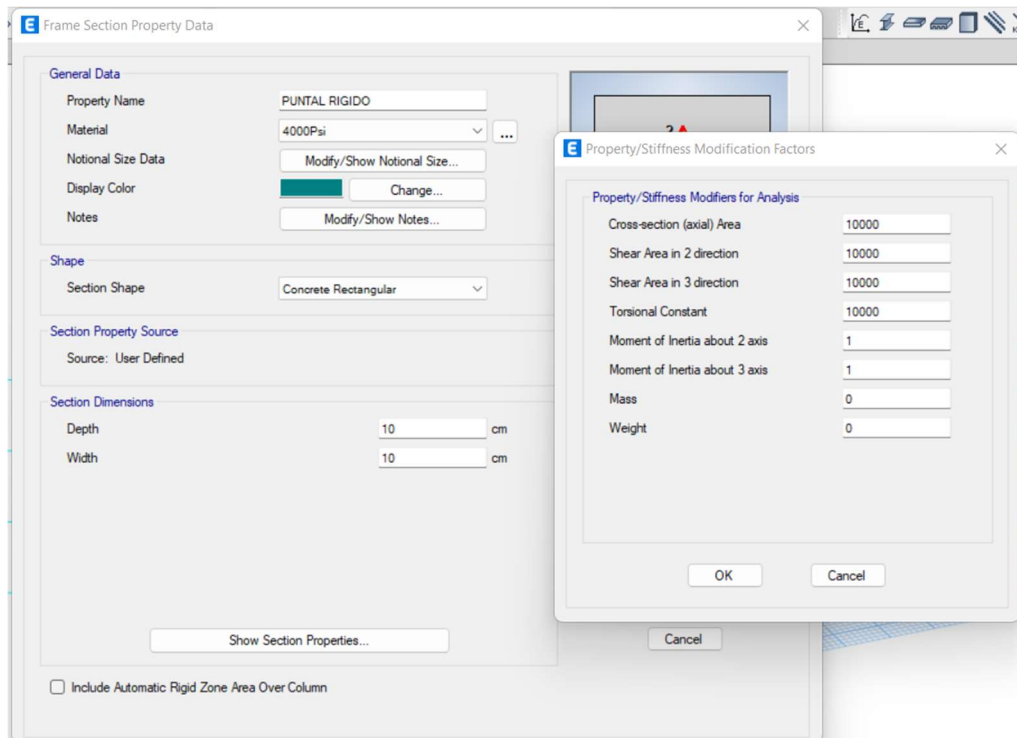 Frame Section Property Data
General Data
Property Name PUNTAL RIGIDO
Material 4000Psi ...
Notional Size Data Modify/Show Notional Size...
Display Color Change...
Notes Modify/Show Notes...
Shape
Section Shape Concrete Rectangular
Section Property Source
Source: User Defined
Section Dimensions
Depth 10 cm
Width 10 cm
Show Section Properties...
Cancel
Include Automatic Rigid Zone Area Over Column
Property/Stiffness Modification Factors
Property/Stiffness Modifiers for Analysis
Cross-section (axial) Area 10000
Shear Area in 2 direction 10000
Shear Area in 3 direction 10000
Torsional Constant 10000
Moment of Inertia about 2 axis 1
Moment of Inertia about 3 axis 1
Mass 0
Weight 0
OK Cancel